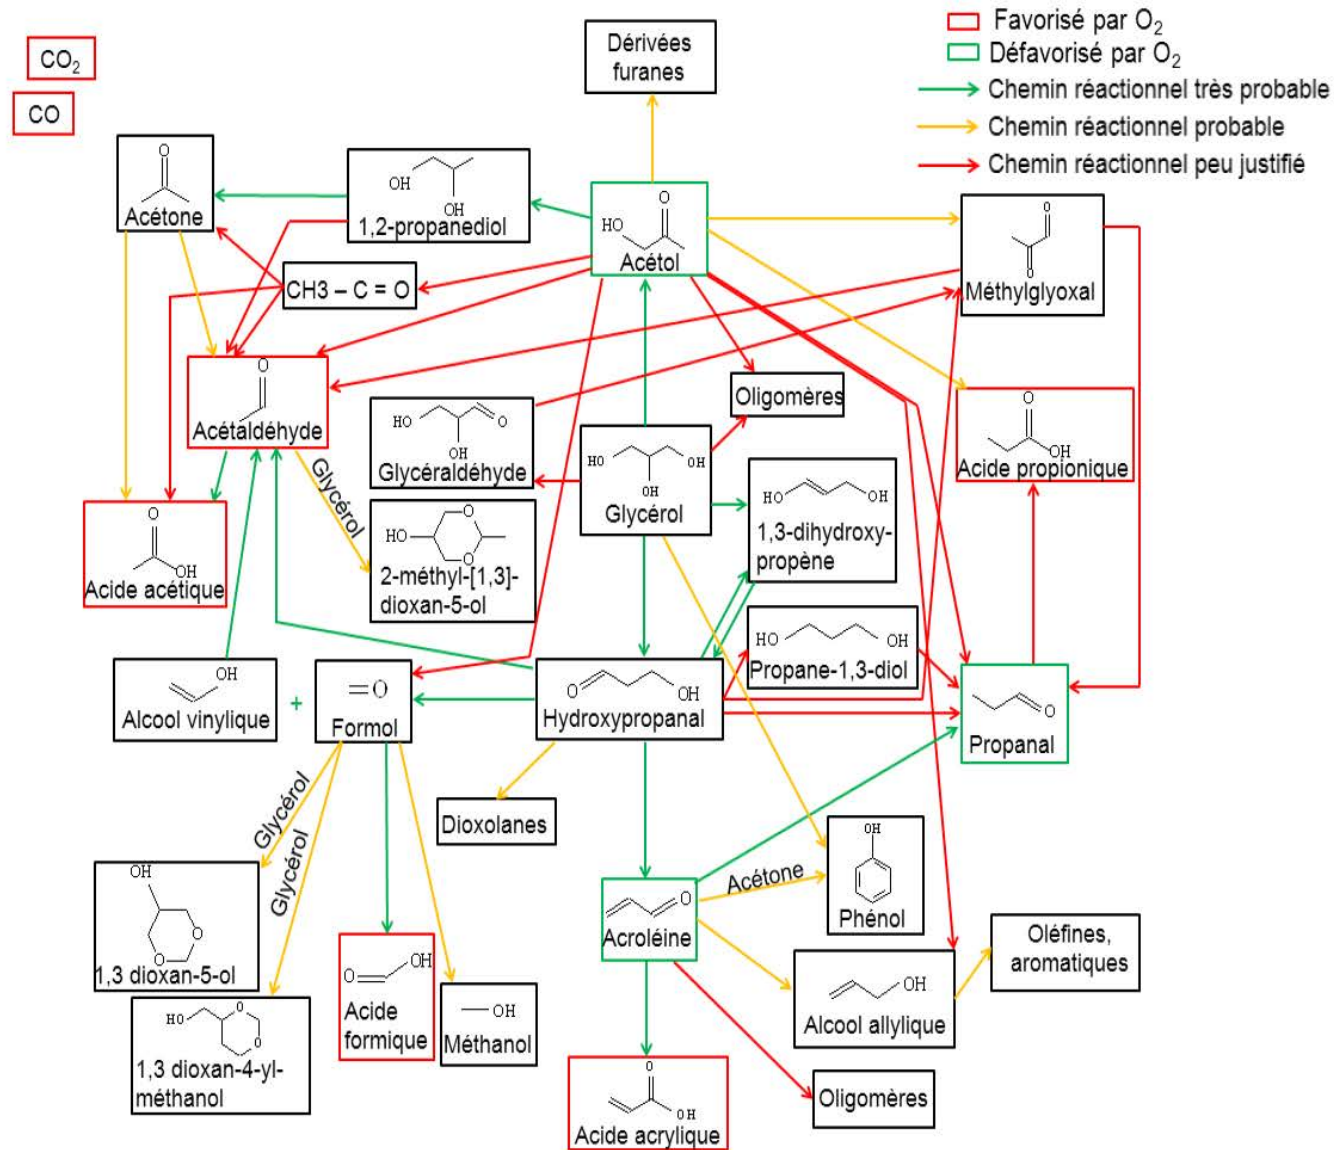 Favorisé par O2
Défavorisé par O2
Chemin réactionnel très probable
Chemin réactionnel probable
Chemin réactionnel peu justifié
CO2
CO
Dérivées
furanes
O
Acétone
OH
OH
1,2-propanediol
HO
O
Acétol
O
O
Méthylglyoxal
CH3 – C = O
O
Acétaldéhyde
HO
O
OH
Glycéraldéhyde
Oligomères
HO
OH
OH
Glycérol
O
OH
Acide propionique
HO
OH
1,3-dihydroxy-
propène
Glycérol
O
OH
Acide acétique
HO
O
O
2-méthyl-[1,3]-
dioxan-5-ol
HO
OH
Propane-1,3-diol
OH
Alcool vinylique
+
=O
Formol
O
OH
Hydroxypropanal
O
Propanal
Glycérol
Glycérol
Dioxolanes
OH
O
O
1,3 dioxan-5-ol
HO
O
O
1,3 dioxan-4-yl-
méthanol
O
OH
Acide
formique
—OH
Méthanol
O
Acroléine
Acétone
OH
Phénol
OH
Alcool allylique
Oléfines,
aromatiques
O
OH
Acide acrylique
Oligomères